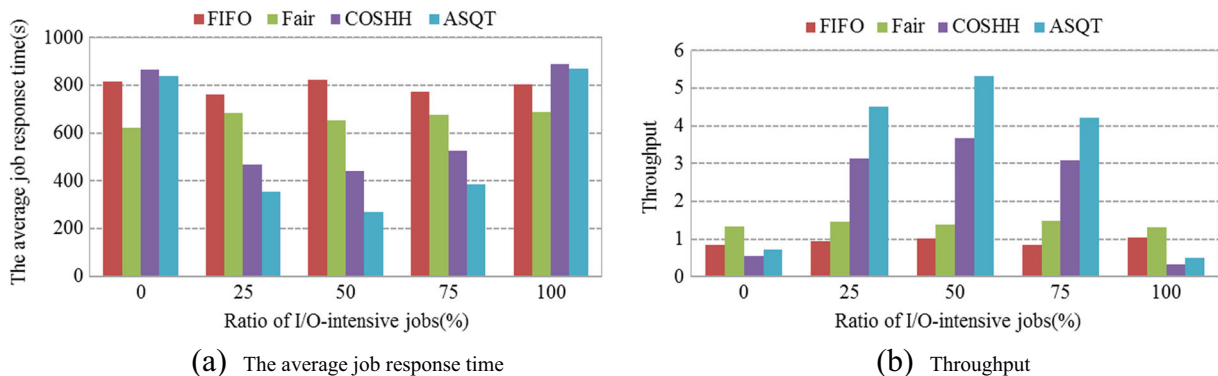 FIFO Fair COSHH ASQT
The average job response time(s)
1000
800
600
400
200
0
0 25 50 75 100
Ratio of I/O-intensive jobs(%)
(a) The average job response time
FIFO Fair COSHH ASQT
Throughput
6
5
4
3
2
1
0
0 25 50 75 100
Ratio of I/O-intensive jobs(%)
(b) Throughput